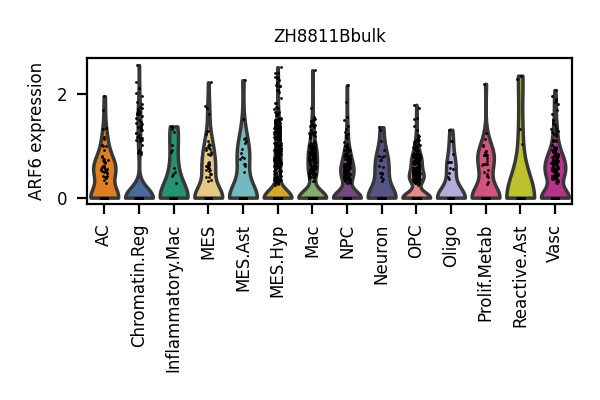 ZH8811Bbulk
ARF6 expression
2
0
AC
Chromatin.Reg
Inflammatory.Mac
MES
MES.Ast
MES.Hyp
Mac
NPC
Neuron
OPC
Oligo
Prolif.Metab
Reactive.Ast
Vasc